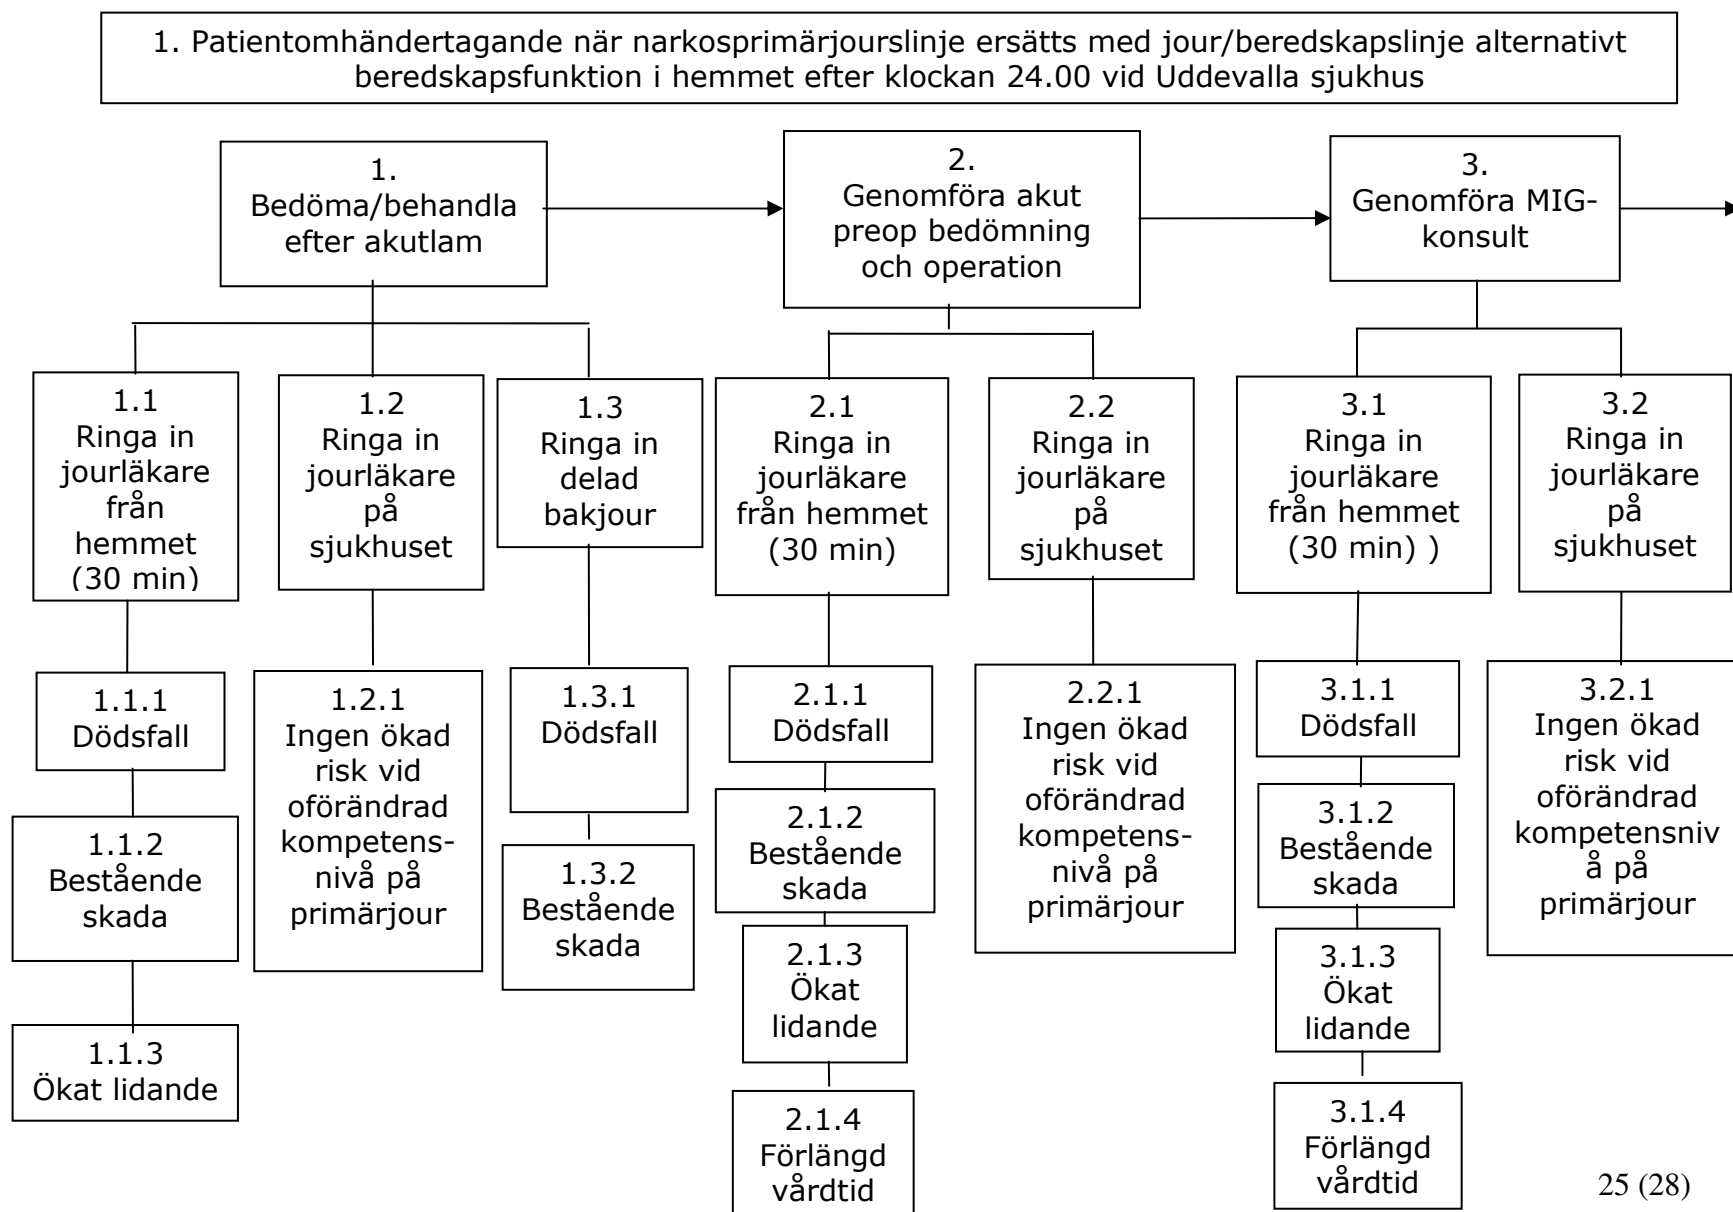 1. Patientomhändertagande när narkosprimärjourslinje ersätts med jour/beredskapslinje alternativt
beredskapsfunktion i hemmet efter klockan 24.00 vid Uddevalla sjukhus
1.
Bedöma/behandla
efter akutlam
2.
Genomföra akut
preop bedömning
och operation
3.
Genomföra MIG-
konsult
1.1
Ringa in
jourläkare
från
hemmet
(30 min)
1.2
Ringa in
jourläkare
på
sjukhuset
1.3
Ringa in
delad
bakjour
2.1
Ringa in
jourläkare
från hemmet
(30 min)
2.2
Ringa in
jourläkare
på
sjukhuset
3.1
Ringa in
jourläkare
från hemmet
(30 min) )
3.2
Ringa in
jourläkare
på
sjukhuset
1.1.1
Dödsfall
1.1.2
Bestående
skada
1.1.3
Ökat lidande
1.2.1
Ingen ökad
risk vid
oförändrad
kompetens-
nivå på
primärjour
1.3.1
Dödsfall
1.3.2
Bestående
skada
2.1.1
Dödsfall
2.1.2
Bestående
skada
2.1.3
Ökat
lidande
2.1.4
Förlängd
vårdtid
2.2.1
Ingen ökad
risk vid
oförändrad
kompetens-
nivå på
primärjour
3.1.1
Dödsfall
3.1.2
Bestående
skada
3.1.3
Ökat
lidande
3.1.4
Förlängd
vårdtid
3.2.1
Ingen ökad
risk vid
oförändrad
kompetensniv
å på
primärjour
25 (28)